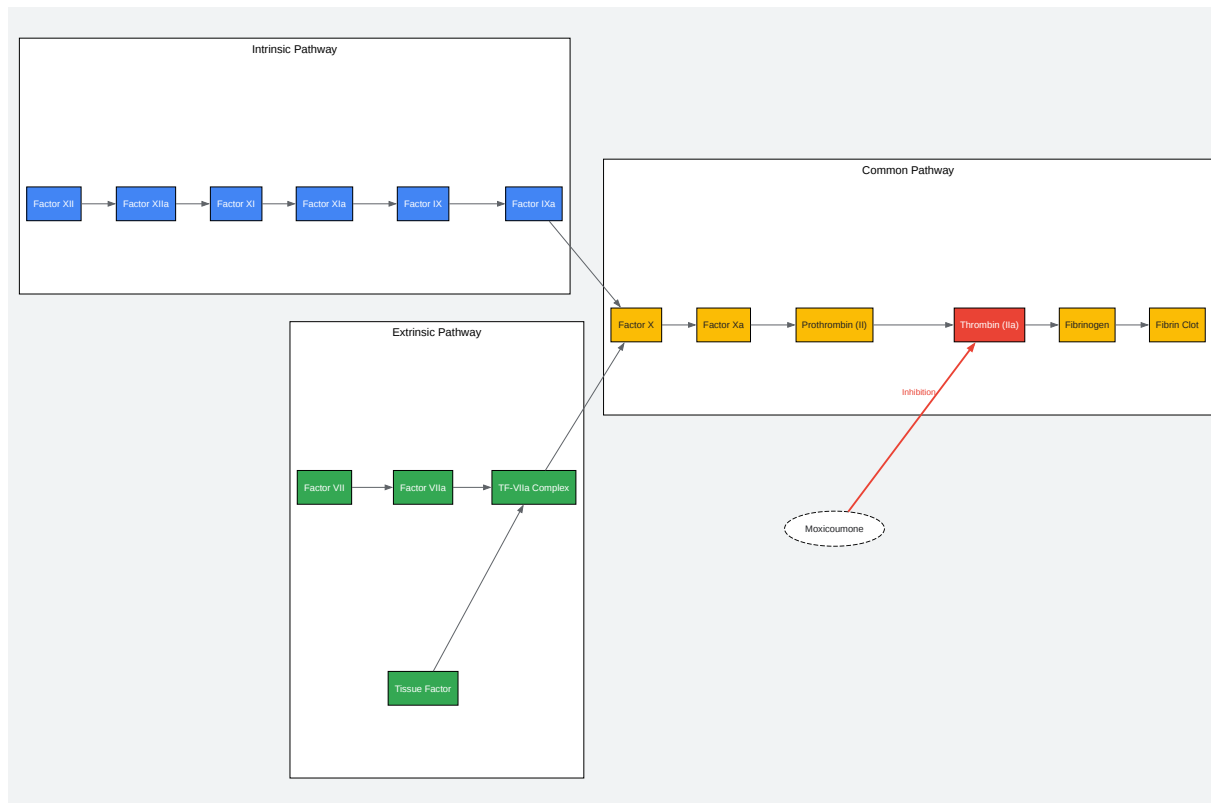 Intrinsic Pathway
Factor XII
Factor XIIa
Factor XI
Factor XIa
Factor IX
Factor IXa
Common Pathway
Factor X
Factor Xa
Prothrombin (II)
Thrombin (IIa)
Fibrinogen
Fibrin Clot
Extrinsic Pathway
Factor VII
Factor VIIa
TF-VIIa Complex
Tissue Factor
Inhibition
Moxicoumone